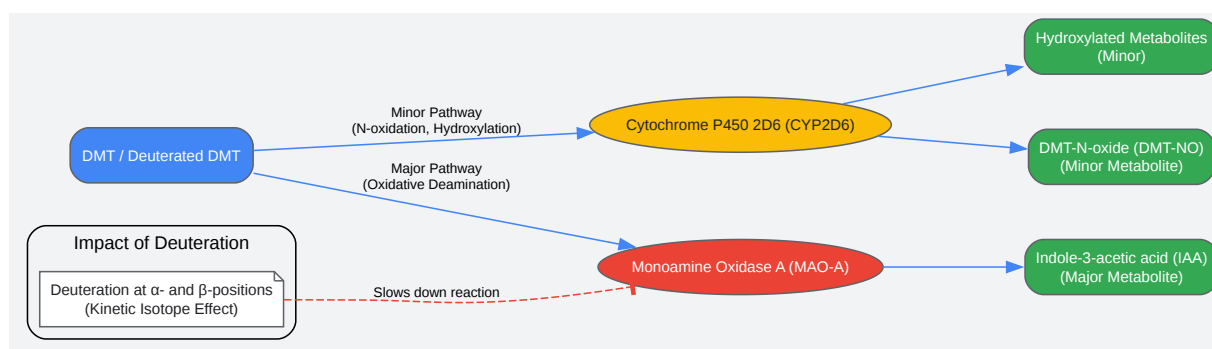 Hydroxylated Metabolites
(Minor)
Minor Pathway
(N-oxidation, Hydroxylation)
Cytochrome P450 2D6 (CYP2D6)
DMT / Deuterated DMT
DMT-N-oxide (DMT-NO)
(Minor Metabolite)
Major Pathway
(Oxidative Deamination)
Impact of Deuteration
Monoamine Oxidase A (MAO-A)
Indole-3-acetic acid (IAA)
(Major Metabolite)
Deuteration at α- and β-positions
(Kinetic Isotope Effect)
Slows down reaction